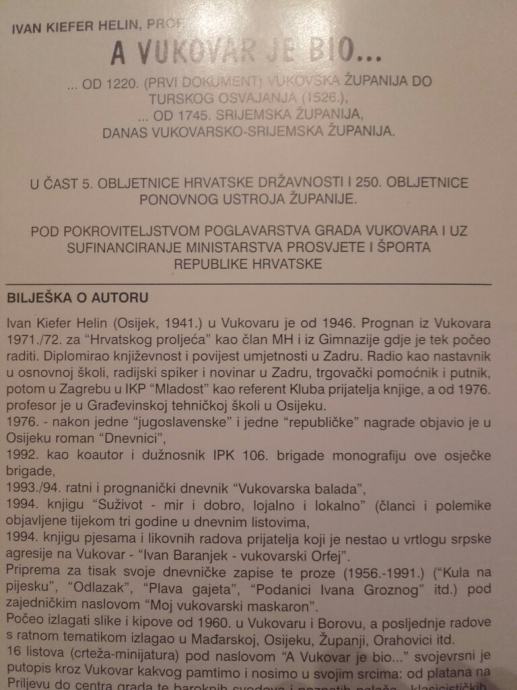 IVAN KIEFER HELIN, PROF.
A VUKOVAR JE BIO...
... OD 1220. (PRVI DOKUMENT) VUKOVSKA ŽUPANIJA DO
TURSKOG OSVAJANJA (1526.),
... OD 1745. SRIJEMSKA ŽUPANIJA,
DANAS VUKOVARSKO-SRIJEMSKA ŽUPANIJA.
U ČAST 5. OBLJETNICE HRVATSKE DRŽAVNOSTI I 250. OBLJETNICE
PONOVNOG USTROJA ŽUPANIJE.
POD POKROVITELJSTVOM POGLAVARSTVA GRADA VUKOVARA I UZ
SUFINANCIRANJE MINISTARSTVA PROSVJETE I ŠPORTA
REPUBLIKE HRVATSKE
BILJEŠKA O AUTORU
Ivan Kiefer Helin (Osijek, 1941.) u Vukovaru je od 1946. Prognan iz Vukovara
1971./72. za “Hrvatskog proljeća” kao član MH i iz Gimnazije gdje je tek počeo
raditi. Diplomirao književnost i povijest umjetnosti u Zadru. Radio kao nastavnik
u osnovnoj školi, radijski spiker i novinar u Zadru, trgovački pomoćnik i putnik,
potom u Zagrebu u IKP “Mladost” kao referent Kluba prijatelja knjige, a od 1976.
profesor je u Građevinskoj tehničkoj školi u Osijeku.
1976. - nakon jedne “jugoslavenske” i jedne “republičke” nagrade objavio je u
Osijeku roman “Dnevnici”,
1992. kao koautor i dužnosnik IPK 106. brigade monografiju ove osječke
brigade,
1993./94. ratni i prognanički dnevnik “Vukovarska balada”,
1994. knjigu “Suživot - mir i dobro, lojalno i lokalno” (članci i polemike
objavljene tijekom tri godine u dnevnim listovima,
1994. knjigu pjesama i likovnih radova prijatelja koji je nestao u vrtlogu srpske
agresije na Vukovar - “Ivan Baranjek - vukovarski Orfej”.
Priprema za tisak svoje dnevničke zapise te proze (1956.-1991.) (“Kula na
pijesku”, “Odlazak”, “Plava gajeta”, “Podanici Ivana Groznog” itd.) pod
zajedničkim naslovom “Moj vukovarski maskaron”.
Počeo izlagati slike i kipove od 1960. u Vukovaru i Borovu, a posljednje radove
s ratnom tematikom izlagao u Mađarskoj, Osijeku, Županji, Orahovici itd.
16 listova (crteža-minijatura) pod naslovom “A Vukovar je bio...” svojevrsni je
putopis kroz Vukovar kakvog pamtimo i nosimo u svojim srcima: od platana na
Priljevu do centra grada te baroknih svodova i poznatih palača